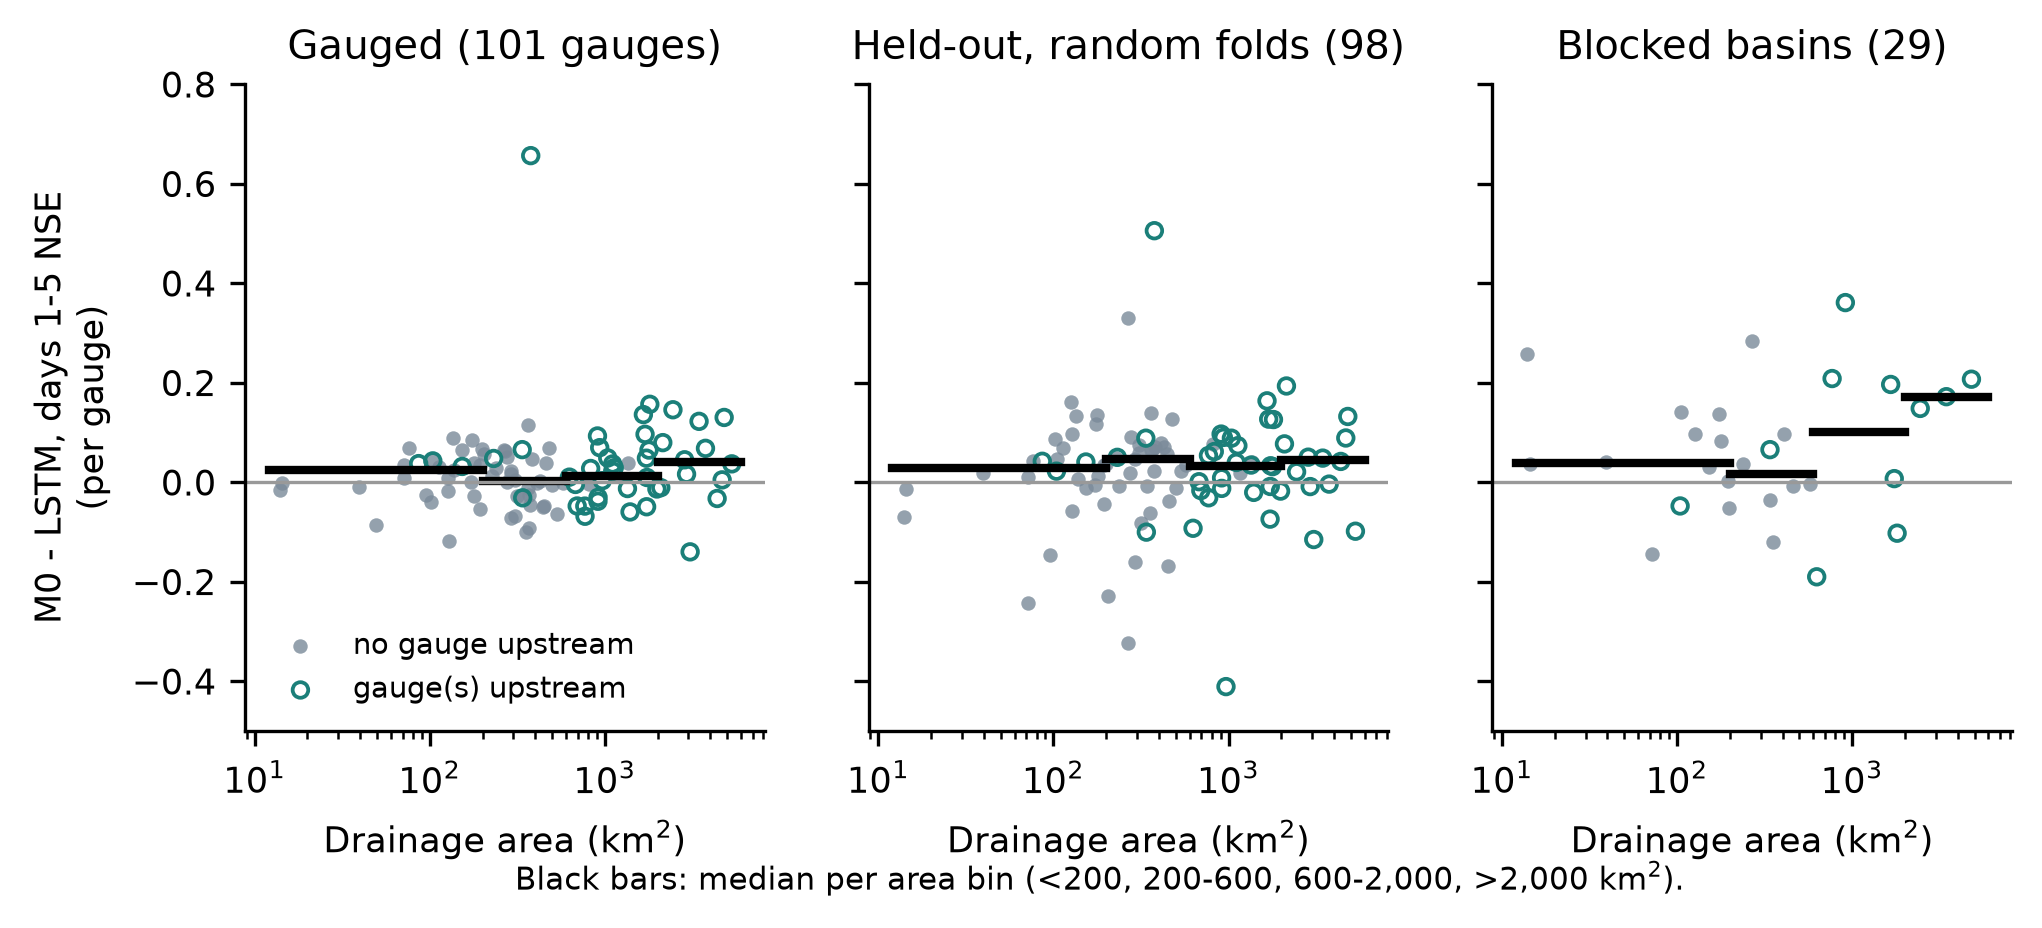 Gauged (101 gauges)
Held-out, random folds (98)
Blocked basins (29)
M0 - LSTM, days 1-5 NSE
(per gauge)
0.8
0.6
0.4
0.2
0.0
−0.2
−0.4
no gauge upstream
gauge(s) upstream
10¹ 10² 10³
10¹ 10² 10³
10¹ 10² 10³
Drainage area (km²)
Drainage area (km²)
Drainage area (km²)
Black bars: median per area bin (<200, 200-600, 600-2,000, >2,000 km²).